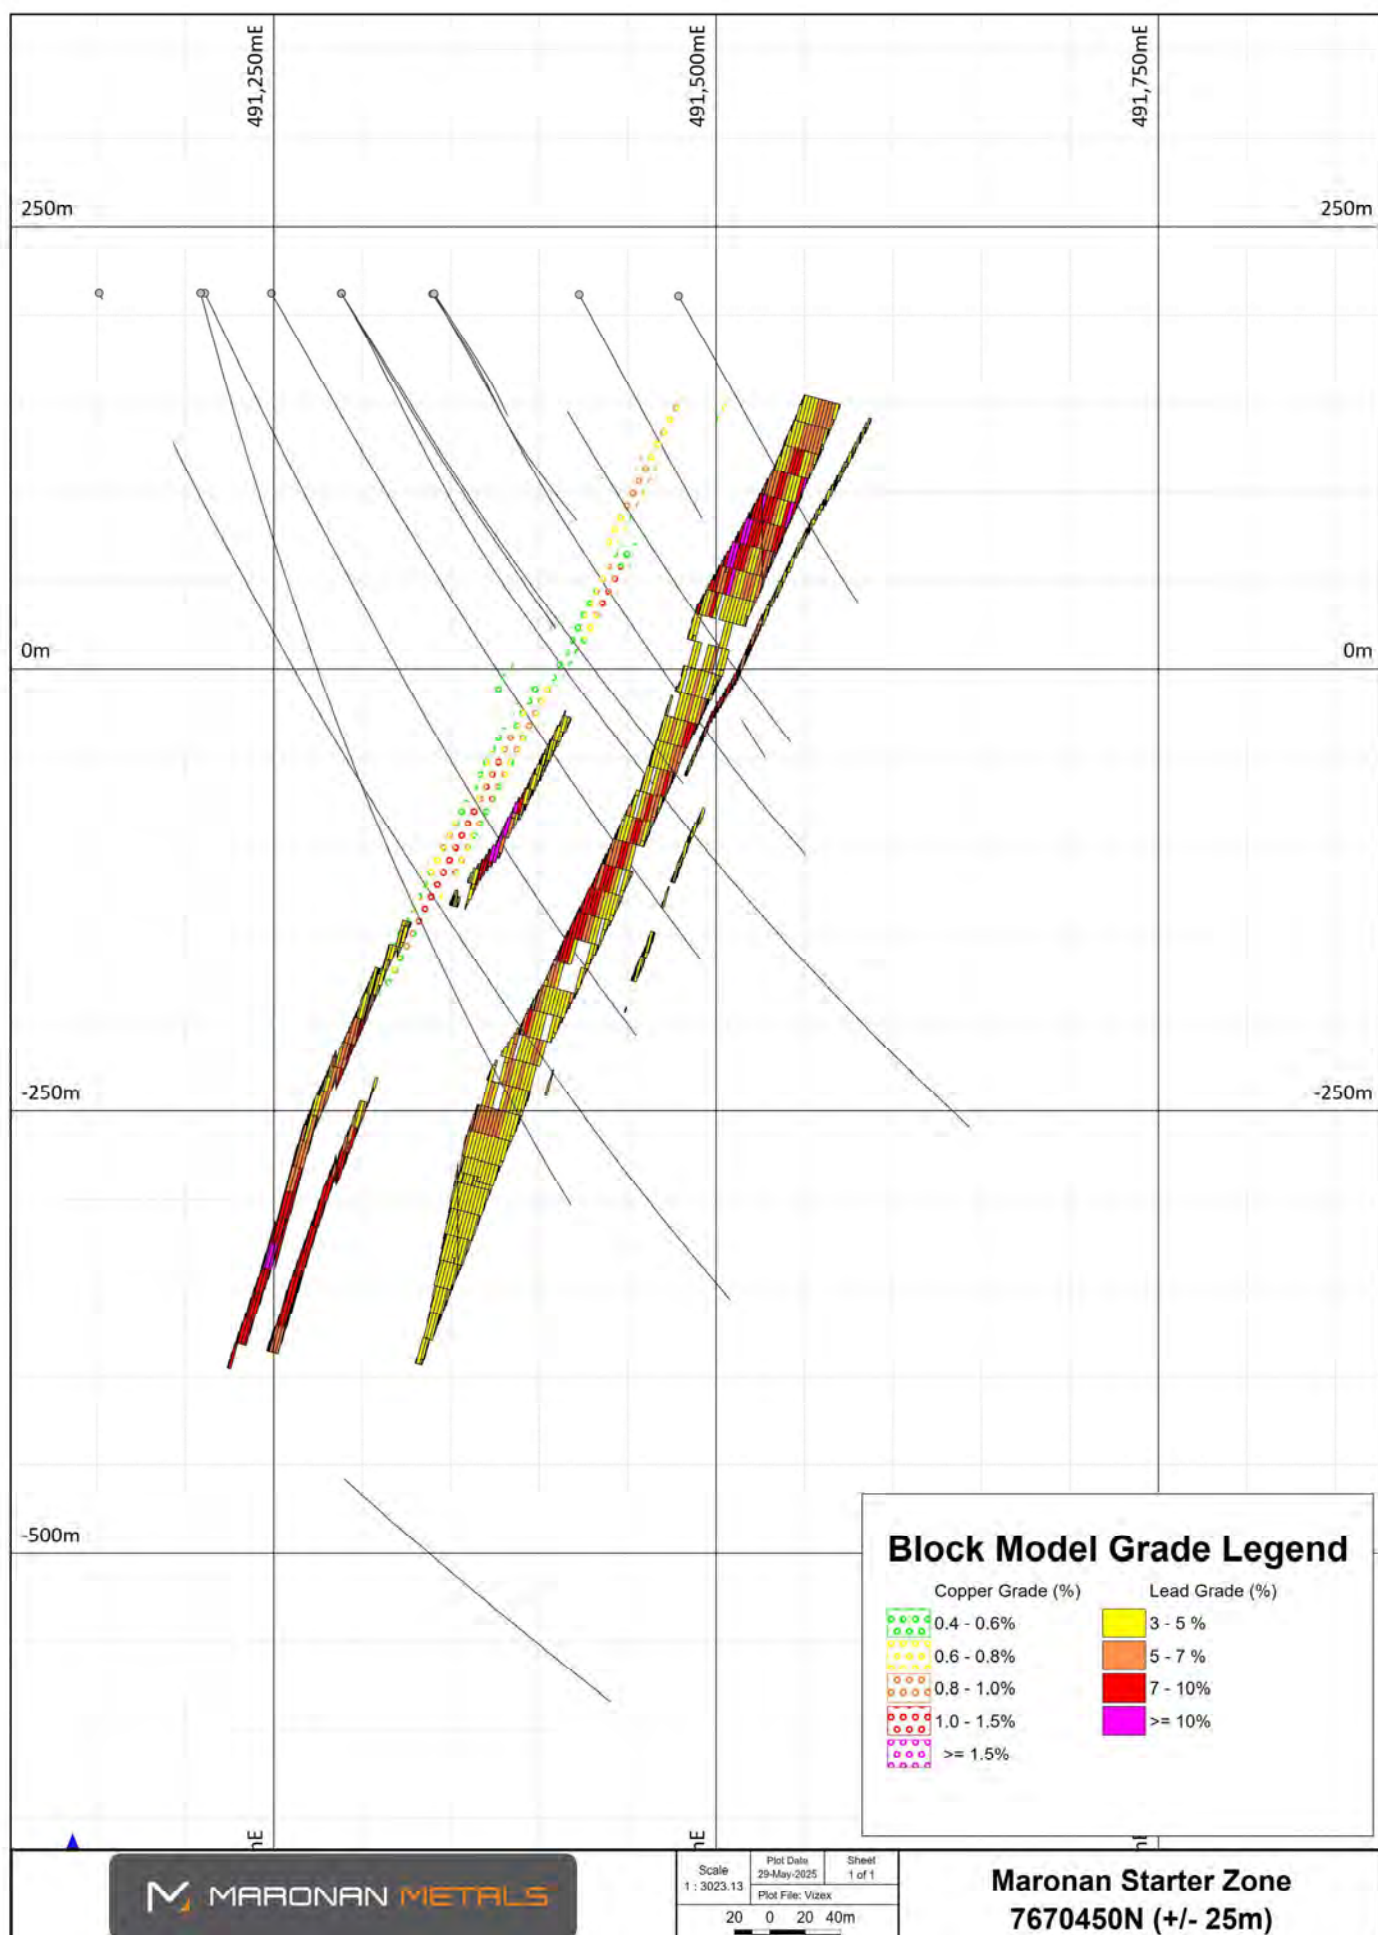 491,250mE
491,500mE
491,750mE
250m 250m
0m 0m
-250m -250m
-500m
Block Model Grade Legend
Copper Grade (%) Lead Grade (%)
0.4 - 0.6% 3 - 5 %
0.6 - 0.8% 5 - 7 %
0.8 - 1.0% 7 - 10%
1.0 - 1.5% >= 10%
>= 1.5%
MARONAN METALS
Scale
1 : 3023.13
Plot Date
29-May-2025
Sheet
1 of 1
Plot File: Vizex
20 0 20 40m
Maronan Starter Zone
7670450N (+/- 25m)